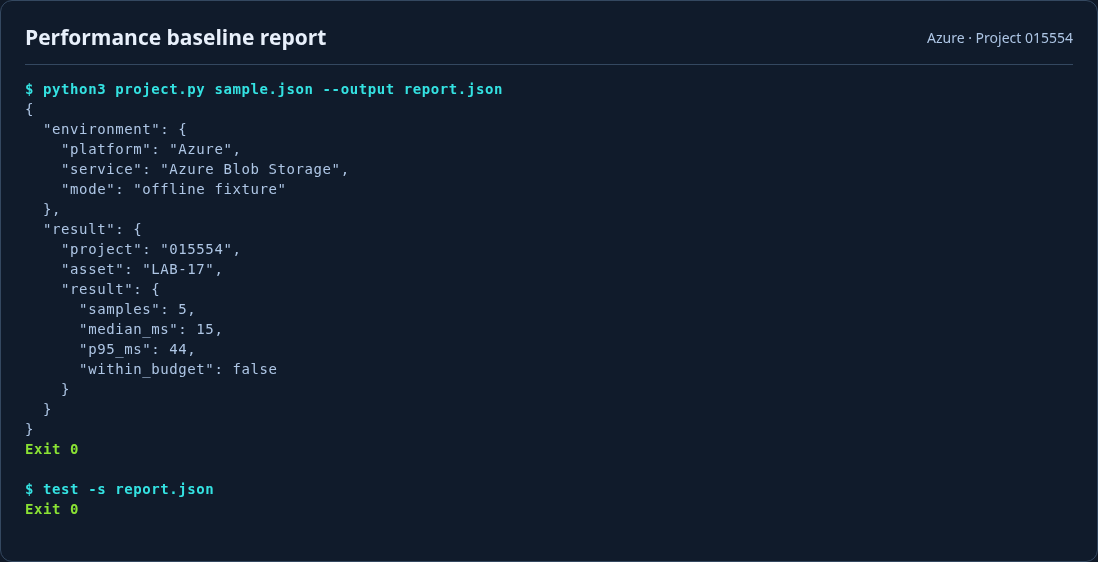 Performance baseline report
Azure · Project 015554
$ python3 project.py sample.json --output report.json
{
  "environment": {
    "platform": "Azure",
    "service": "Azure Blob Storage",
    "mode": "offline fixture"
  },
  "result": {
    "project": "015554",
    "asset": "LAB-17",
    "result": {
      "samples": 5,
      "median_ms": 15,
      "p95_ms": 44,
      "within_budget": false
    }
  }
}
Exit 0
$ test -s report.json
Exit 0